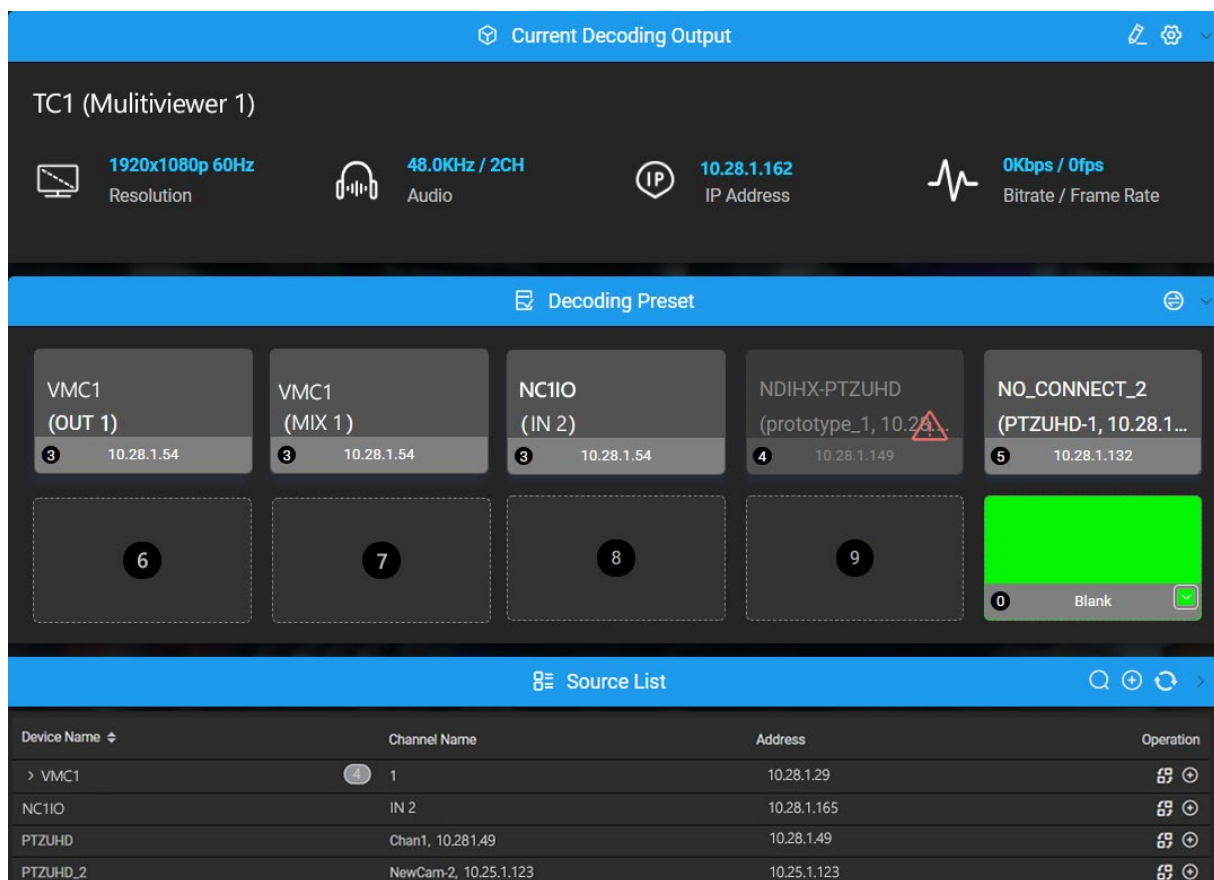 Current Decoding Output
TC1 (Mulitiviewer 1)
1920x1080p 60Hz
Resolution
48.0KHz / 2CH
Audio
IP
10.28.1.162
IP Address
0Kbps / 0fps
Bitrate / Frame Rate
Decoding Preset
VMC1
(OUT 1)
3 10.28.1.54
VMC1
(MIX 1)
3 10.28.1.54
NC1IO
(IN 2)
3 10.28.1.54
NDIHX-PTZUHD
(prototype_1, 10.28....
4 10.28.1.149
NO_CONNECT_2
(PTZUHD-1, 10.28.1...
5 10.28.1.132
6
7
8
9
0 Blank
Source List
Device Name Channel Name Address Operation
> VMC1 4 1 10.28.1.29
NC1IO IN 2 10.28.1.165
PTZUHD Chan1, 10.281.49 10.28.1.49
PTZUHD_2 NewCam-2, 10.25.1.123 10.25.1.123